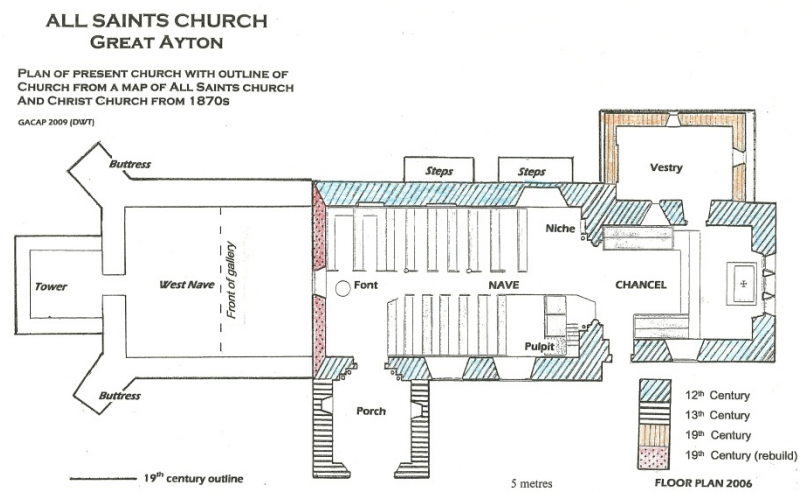 ALL SAINTS CHURCH
GREAT AYTON
PLAN OF PRESENT CHURCH WITH OUTLINE OF
CHURCH FROM A MAP OF ALL SAINTS CHURCH
AND CHRIST CHURCH FROM 1870S
GACAP 2009 (DWT)
Buttress
Steps
Steps
Vestry
Niche
Tower
West Nave
Front of gallery
Font
NAVE
CHANCEL
Pulpit
Buttress
Porch
12th Century
13th Century
19th Century
19th Century (rebuild)
19th century outline
5 metres
FLOOR PLAN 2006